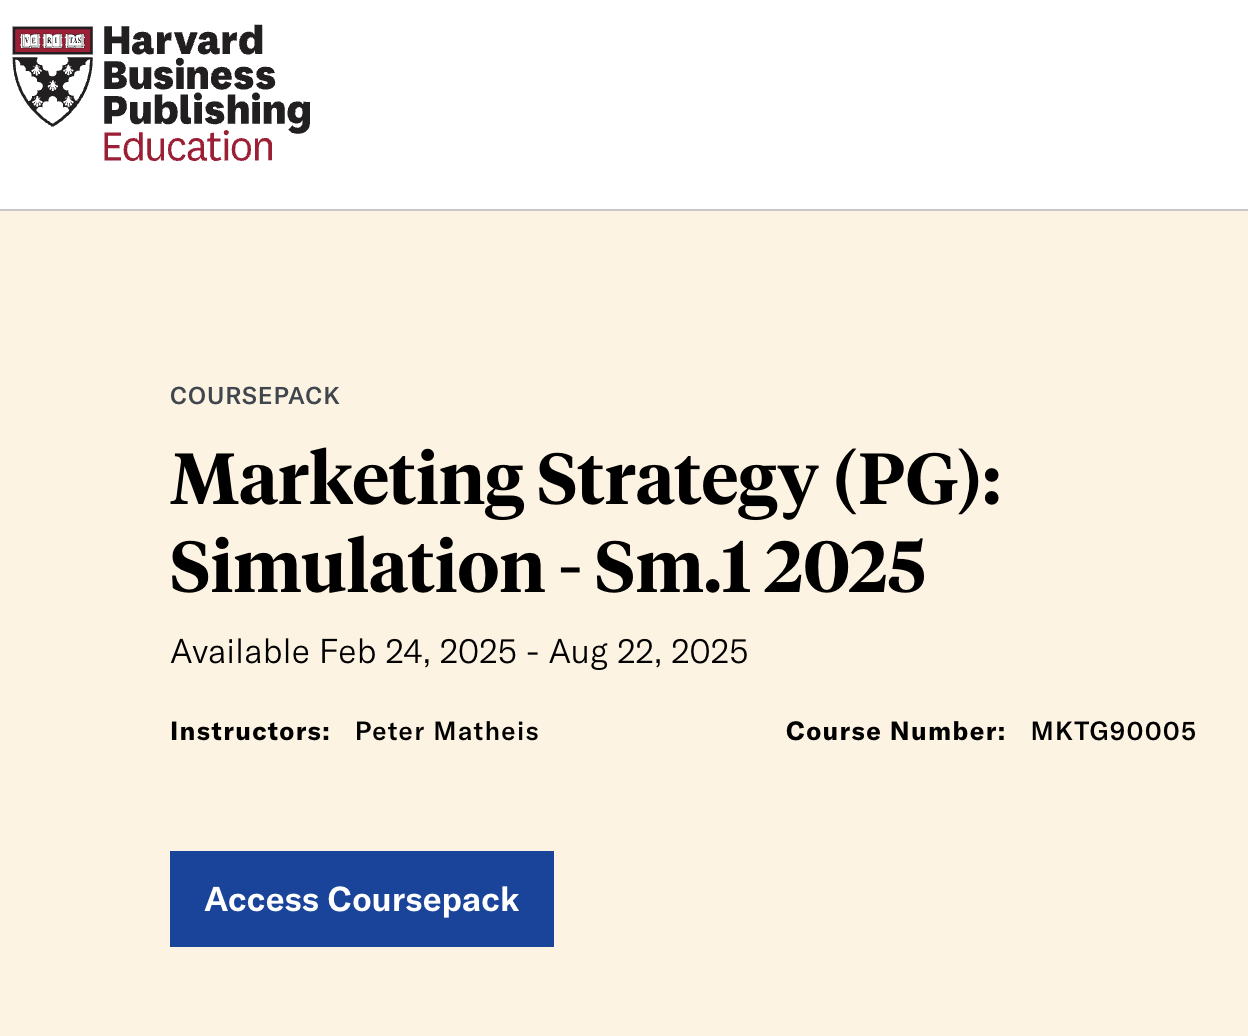 VE RI TAS
Harvard
Business
Publishing
Education
COURSEPACK
Marketing Strategy (PG):
Simulation - Sm.1 2025
Available Feb 24, 2025 - Aug 22, 2025
Instructors: Peter Matheis Course Number: MKTG90005
Access Coursepack